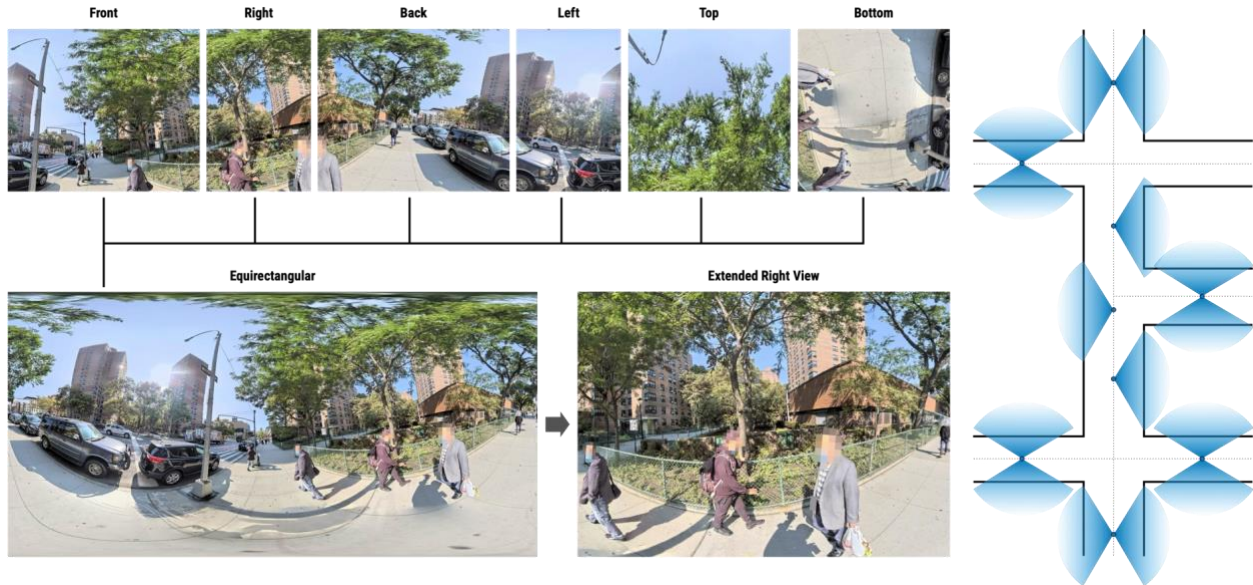 Front
Right
Back
Left
Top
Bottom
Equirectangular
Extended Right View